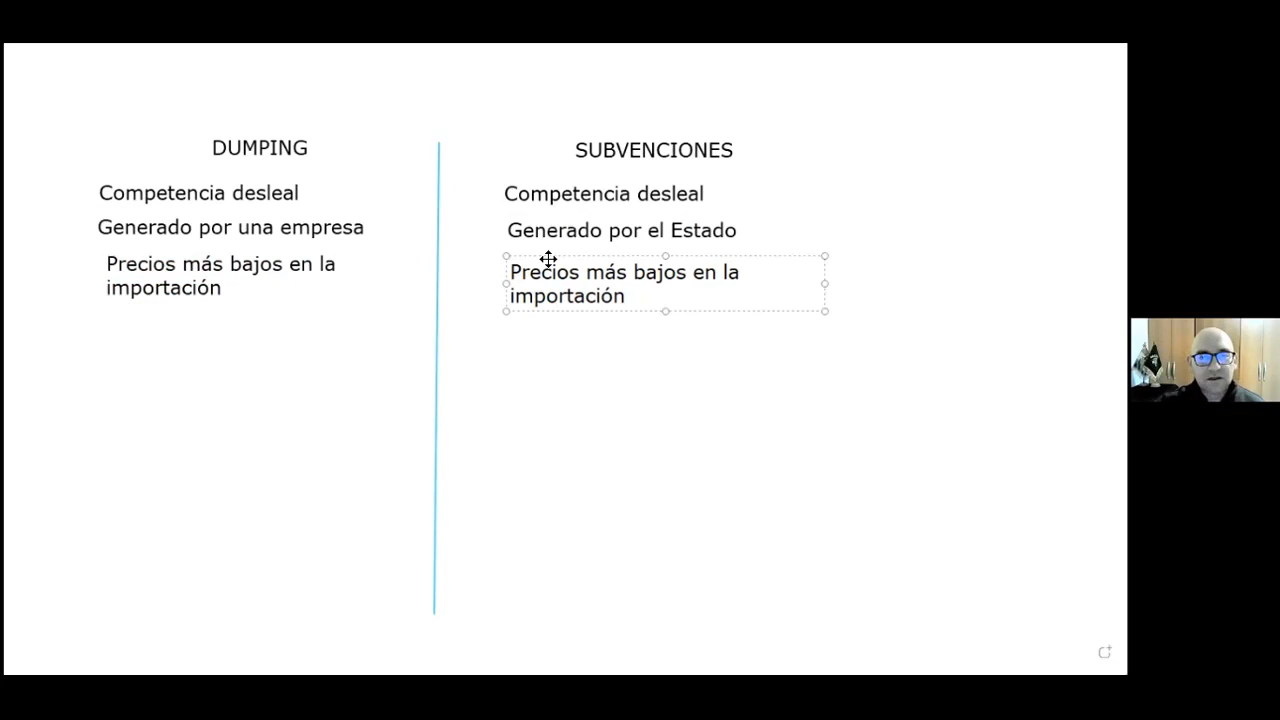 DUMPING
Competencia desleal
Generado por una empresa
Precios más bajos en la
importación
SUBVENCIONES
Competencia desleal
Generado por el Estado
Precios más bajos en la
importación